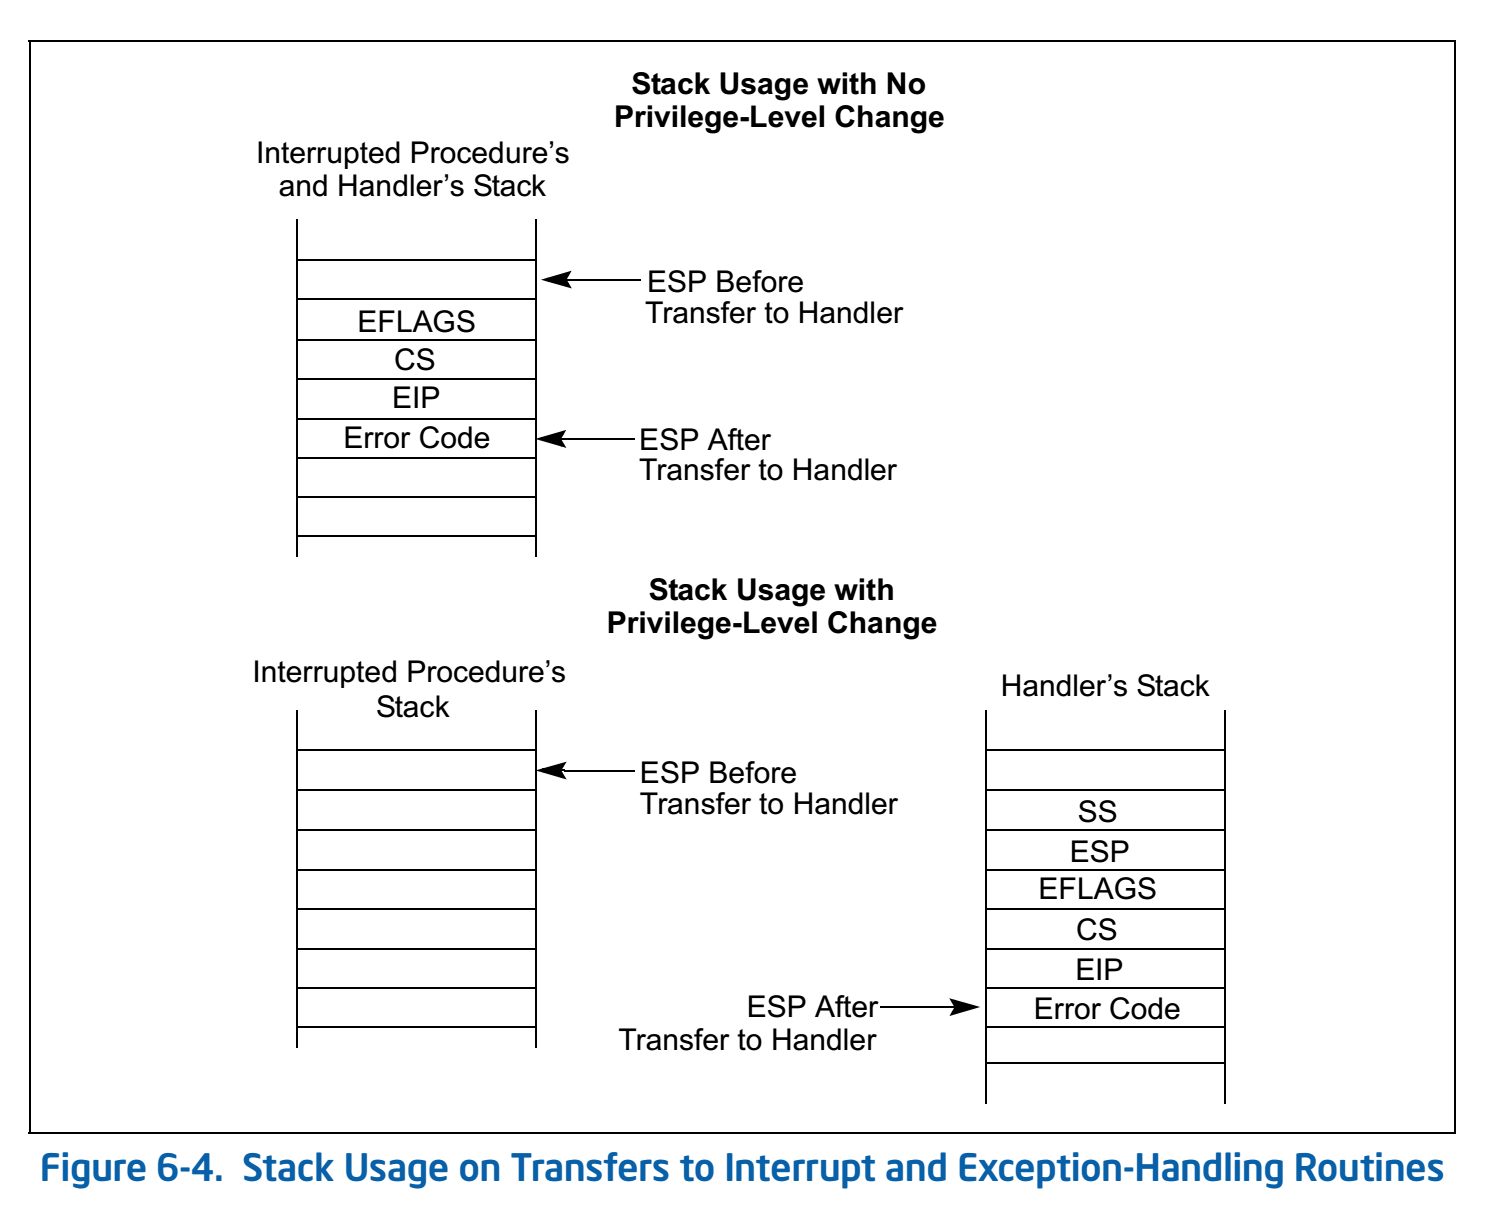 Stack Usage with No
Privilege-Level Change
Interrupted Procedure's
and Handler's Stack
ESP Before
Transfer to Handler
EFLAGS
CS
EIP
Error Code
ESP After
Transfer to Handler
Stack Usage with
Privilege-Level Change
Interrupted Procedure's
Stack
Handler's Stack
ESP Before
Transfer to Handler
SS
ESP
EFLAGS
CS
EIP
ESP After
Transfer to Handler
Error Code
Figure 6-4. Stack Usage on Transfers to Interrupt and Exception-Handling Routines